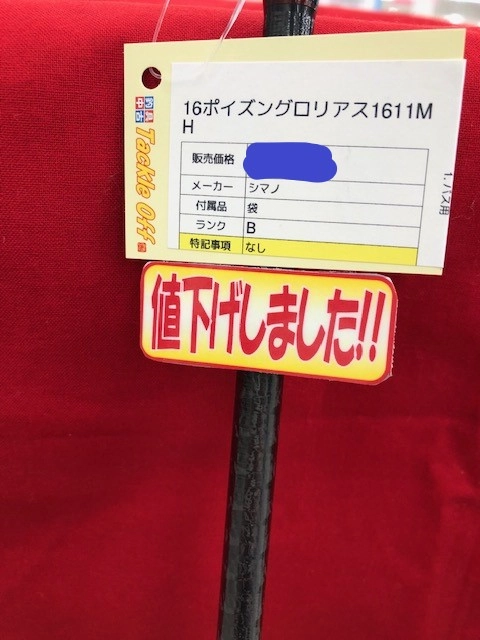 釣具
中古
Tackle Off
16ポイズングロリアス1611M
H
販売価格
メーカー シマノ
付属品 袋
ランク B
特記事項 なし
1.バス用
値下げしました!!